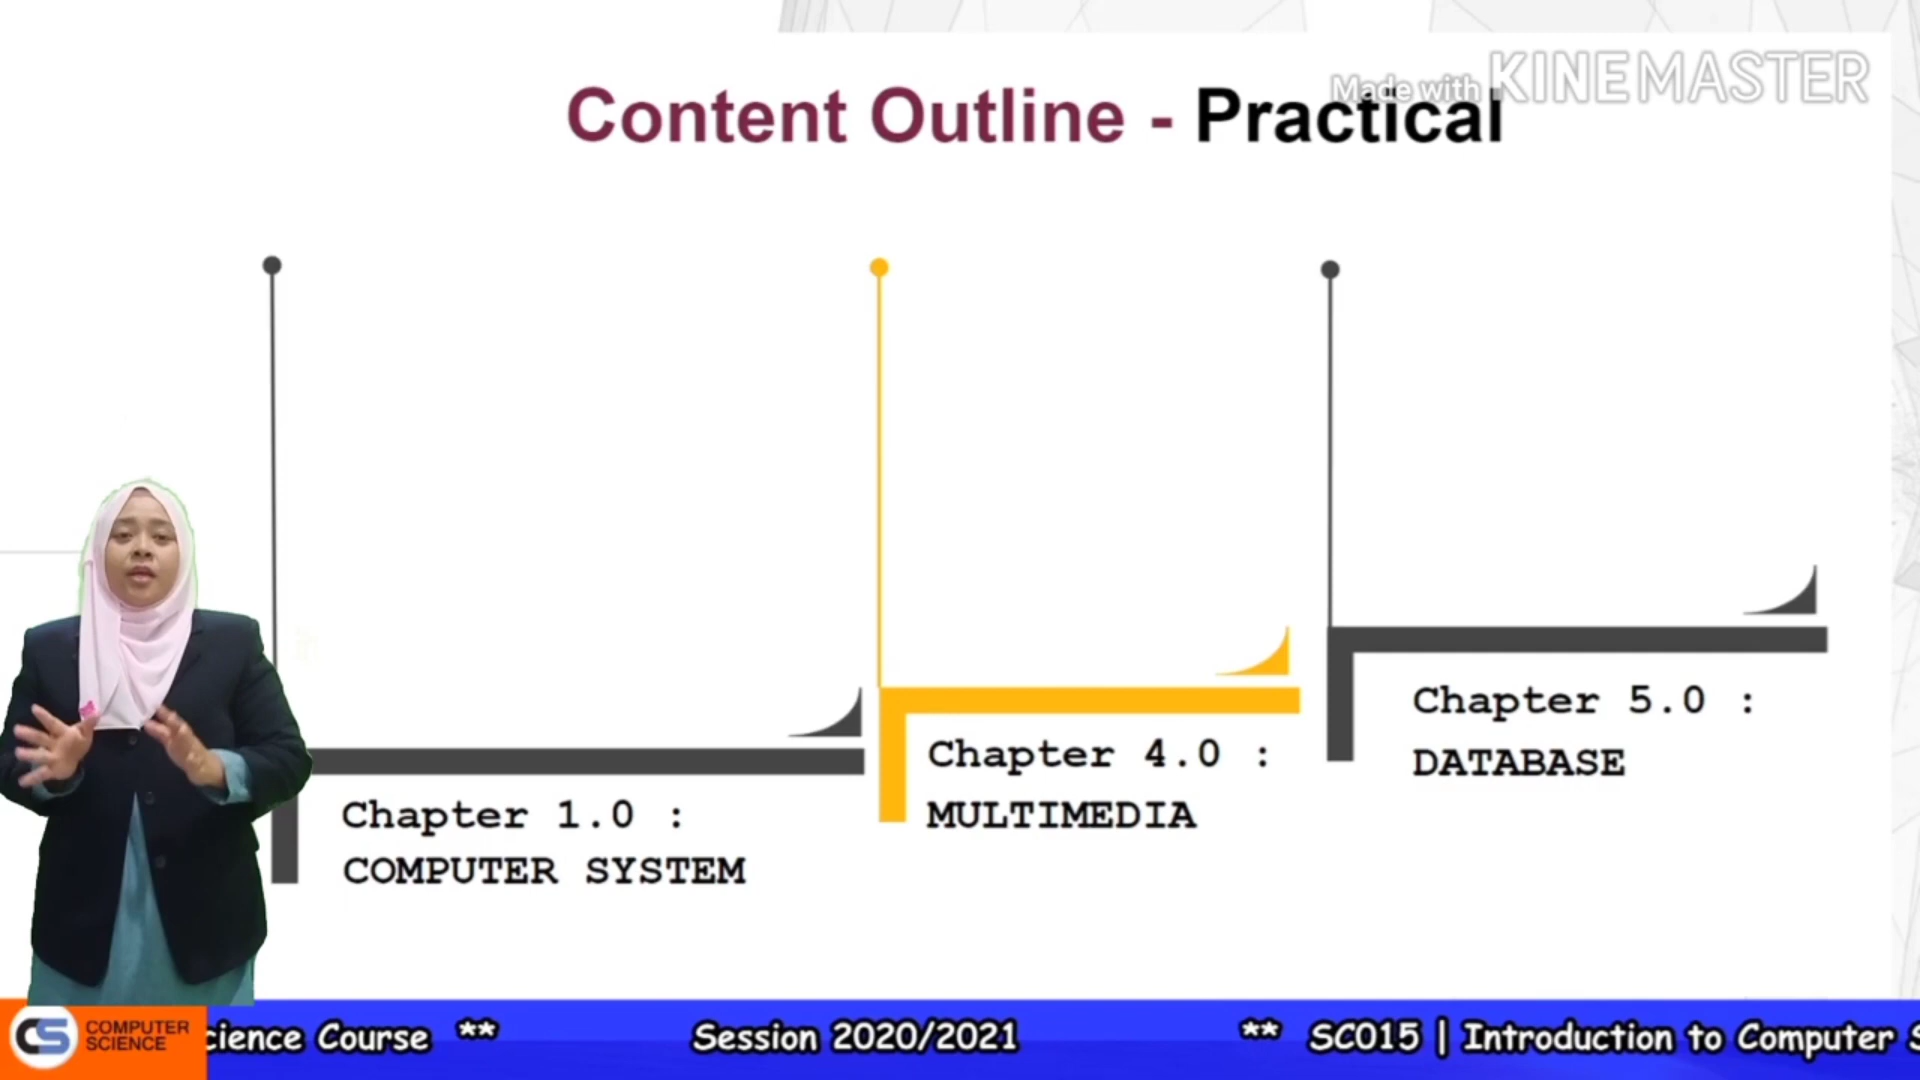 Made with KINEMASTER
Content Outline - Practical
Chapter 1.0 :
COMPUTER SYSTEM
Chapter 4.0 :
MULTIMEDIA
Chapter 5.0 :
DATABASE
CS COMPUTER
SCIENCE
cience Course ** Session 2020/2021 ** SC015 | Introduction to Computer S